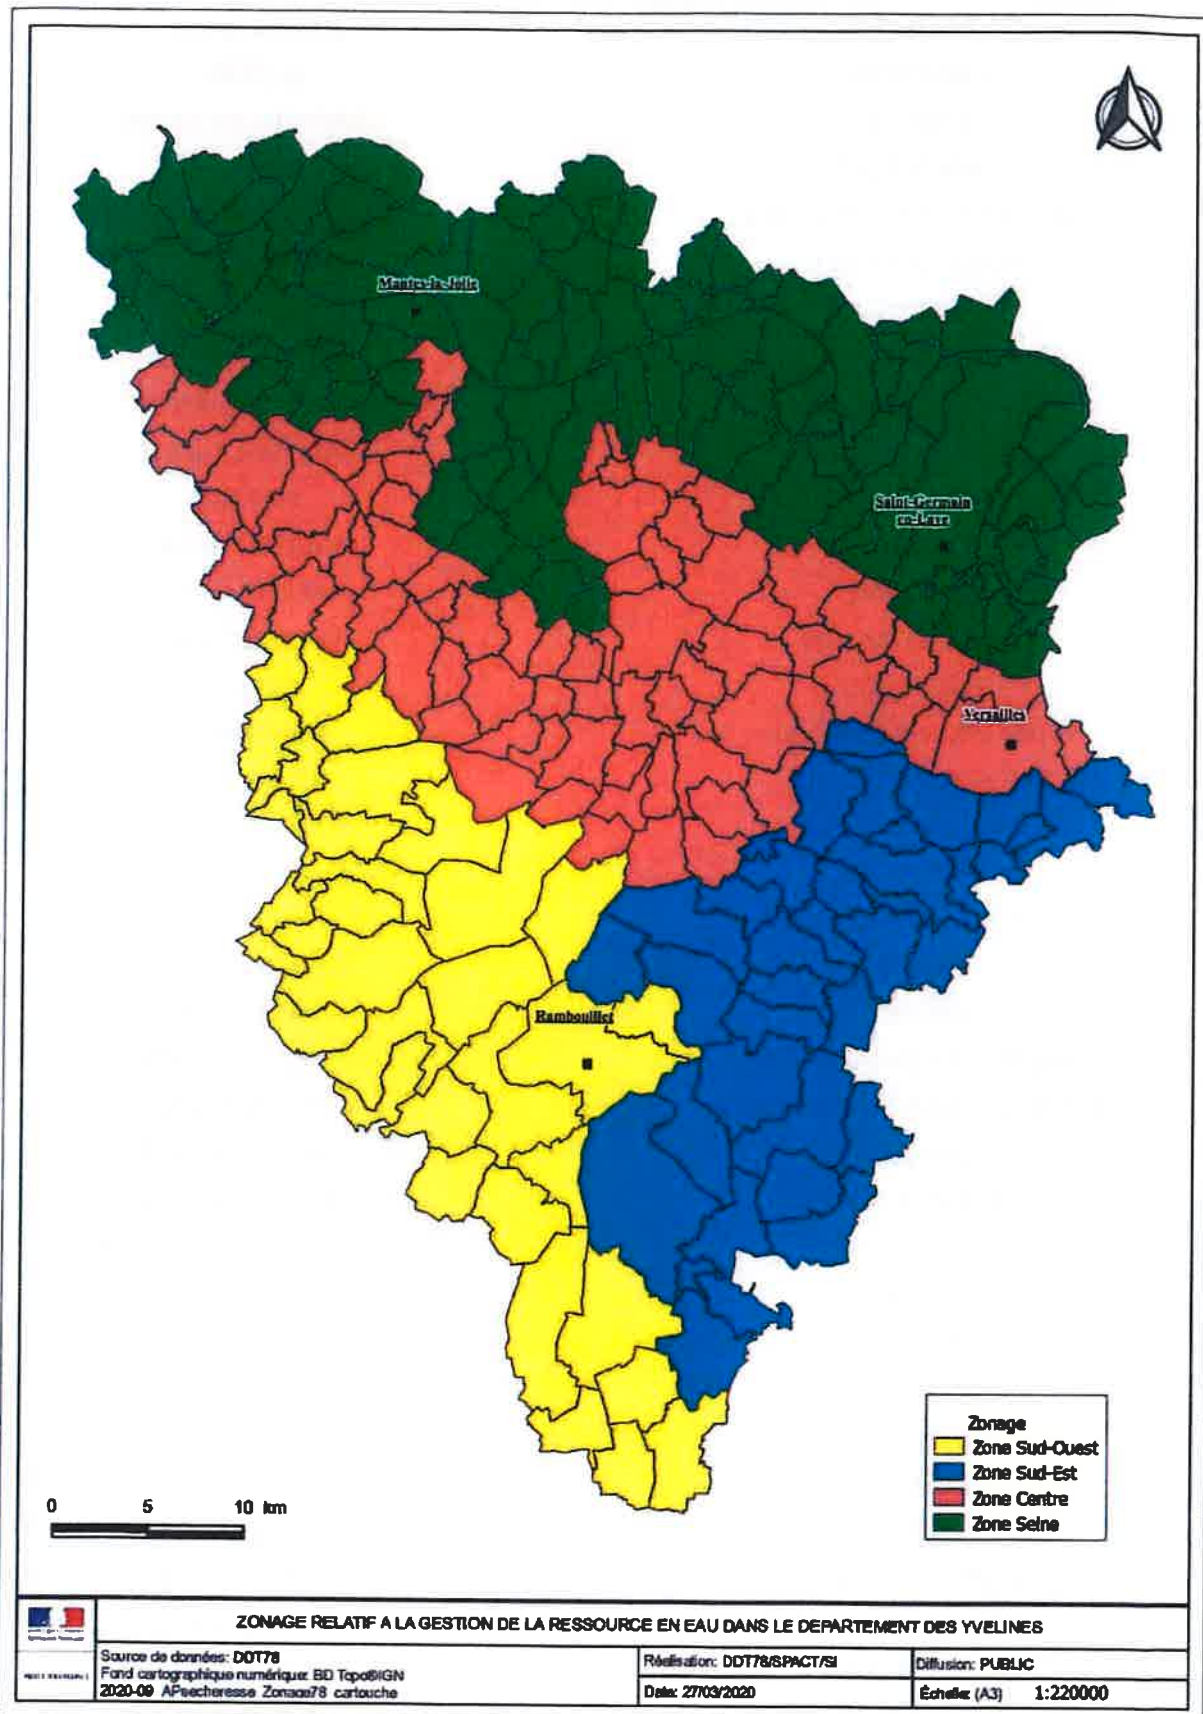 Mantes-la-Jolie
Saint-Germain
en-Laye
Versailles
Rambouillet
Zonage
Zone Sud-Ouest
Zone Sud-Est
Zone Centre
Zone Seine
0 5 10 km
ZONAGE RELATIF A LA GESTION DE LA RESSOURCE EN EAU DANS LE DEPARTEMENT DES YVELINES
Source de données: DDT78
Fond cartographique numérique: BD Topo®IGN
2020-09 APsecheresse Zonage78 cartouche
Réalisation: DDT78/SPACT/SI
Date: 27/03/2020
Diffusion: PUBLIC
Échelle: (A3) 1:220000